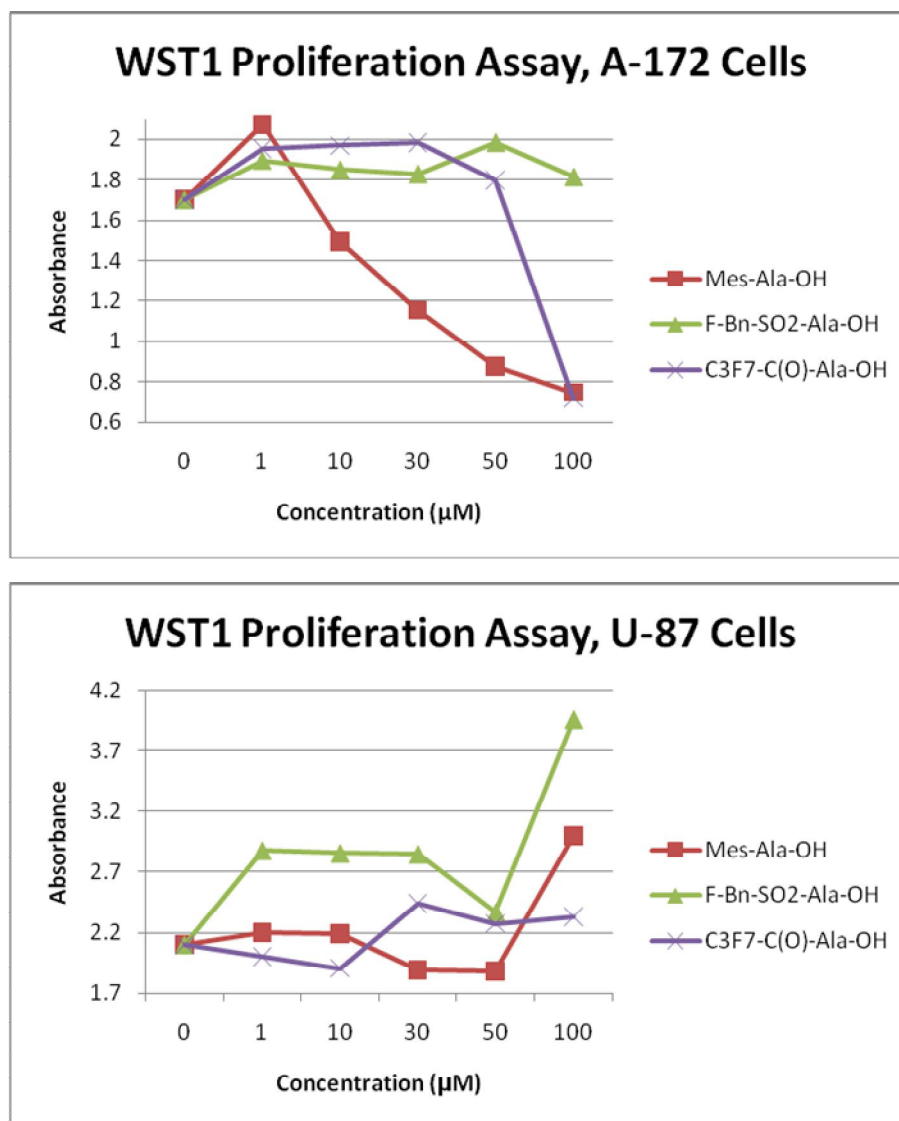 WST1 Proliferation Assay, A-172 Cells
2
1.8
1.6
1.4
1.2
1
0.8
0.6
Absorbance
0 1 10 30 50 100
Concentration (µM)
Mes-Ala-OH
F-Bn-SO2-Ala-OH
C3F7-C(O)-Ala-OH
WST1 Proliferation Assay, U-87 Cells
4.2
3.7
3.2
2.7
2.2
1.7
Absorbance
0 1 10 30 50 100
Concentration (µM)
Mes-Ala-OH
F-Bn-SO2-Ala-OH
C3F7-C(O)-Ala-OH